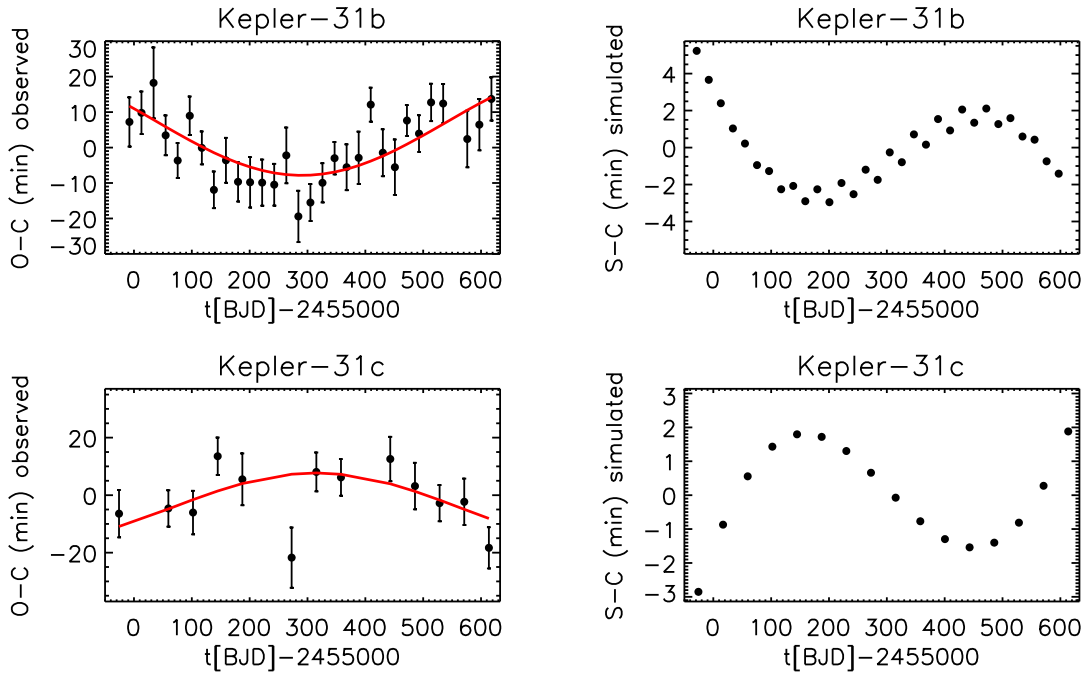 Kepler-31b
O-C (min) observed
30
20
10
0
-10
-20
-30
0 100 200 300 400 500 600
t[BJD]-2455000
Kepler-31b
S-C (min) simulated
4
2
0
-2
-4
0 100 200 300 400 500 600
t[BJD]-2455000
Kepler-31c
O-C (min) observed
20
0
-20
0 100 200 300 400 500 600
t[BJD]-2455000
Kepler-31c
S-C (min) simulated
3
2
1
0
-1
-2
-3
0 100 200 300 400 500 600
t[BJD]-2455000